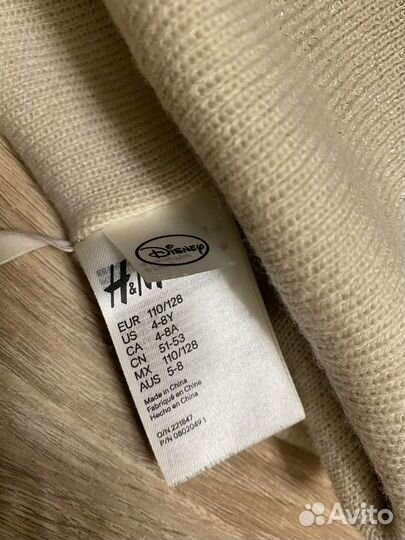 Disney
H&M
EUR 110/128
US 4-8Y
CA 4-8A
CN 51-53
MX 110/128
AUS 5-8
Made in China
Fabriqué en China
Hecho en China
O/N 221847
P/N 0802049.1
Avito